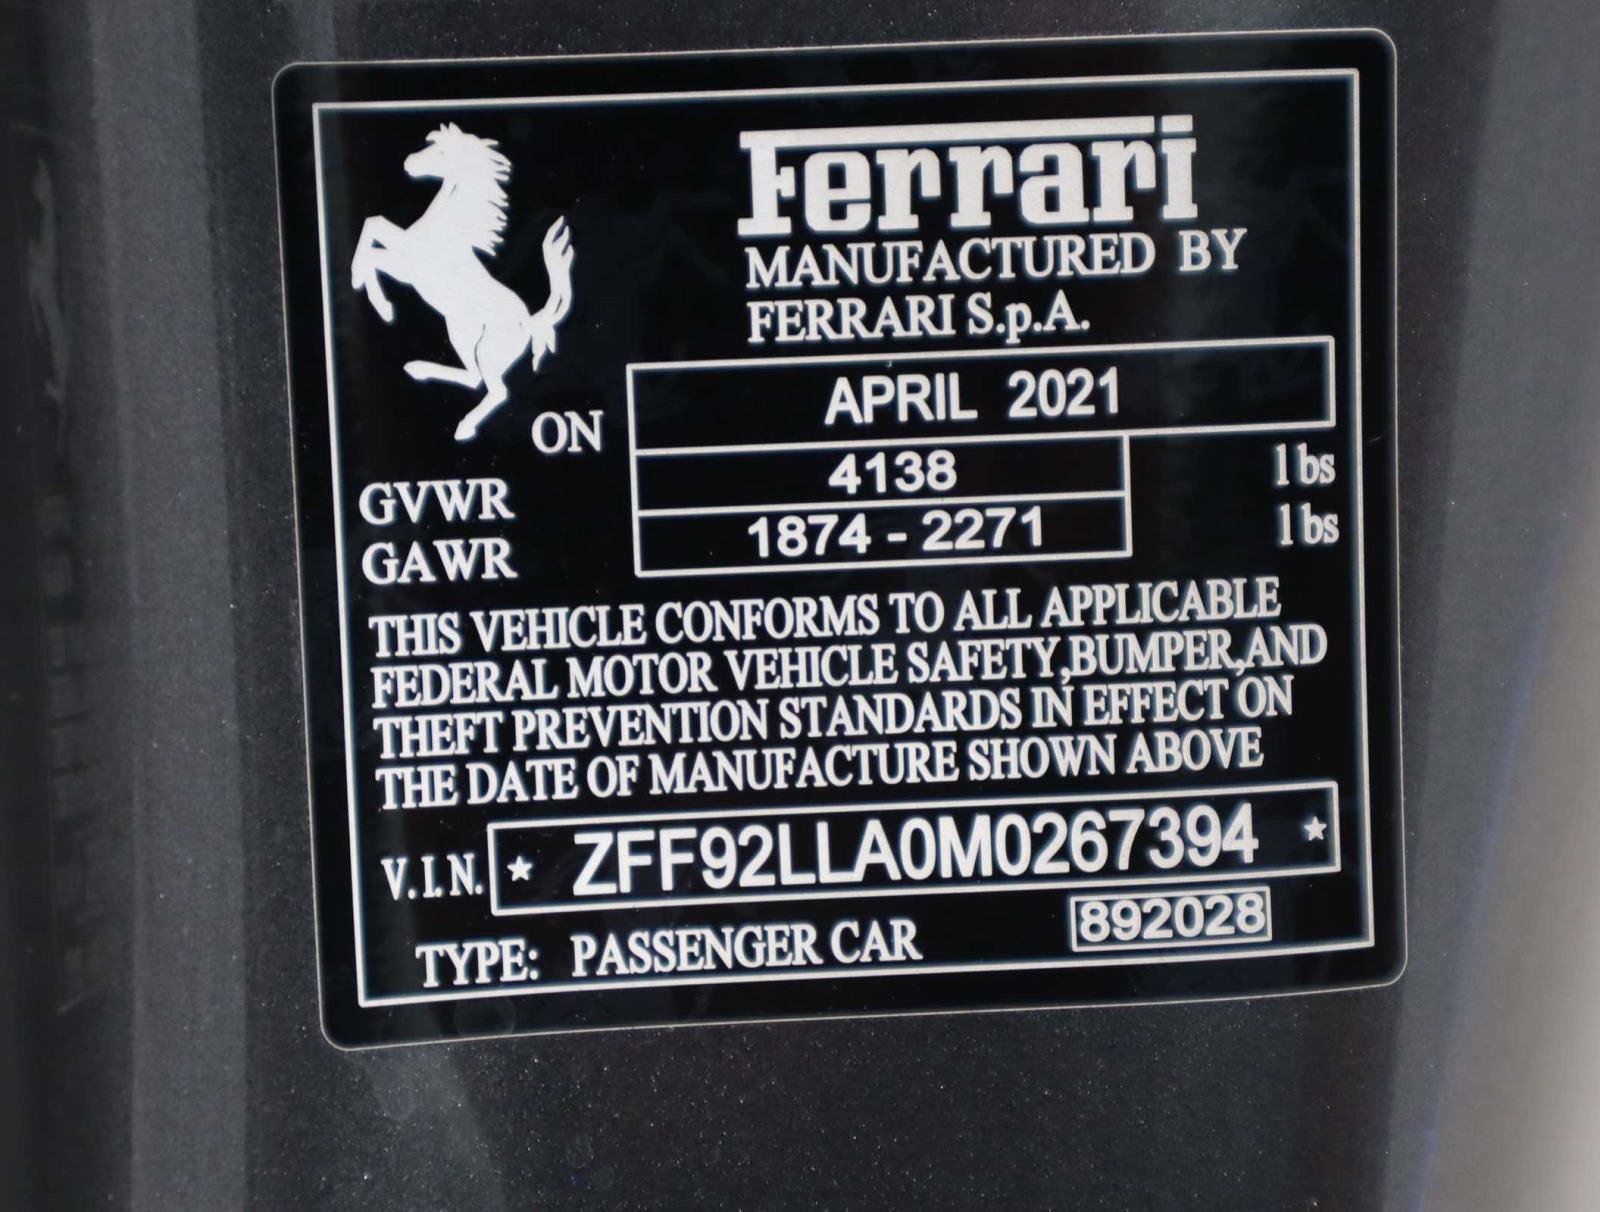 Ferrari
MANUFACTURED BY
FERRARI S.p.A.
ON APRIL 2021
GVWR 4138 lbs
GAWR 1874 - 2271 lbs
THIS VEHICLE CONFORMS TO ALL APPLICABLE
FEDERAL MOTOR VEHICLE SAFETY,BUMPER,AND
THEFT PREVENTION STANDARDS IN EFFECT ON
THE DATE OF MANUFACTURE SHOWN ABOVE
V.I.N. ★ ZFF92LLA0M0267394 ★
TYPE: PASSENGER CAR 892028